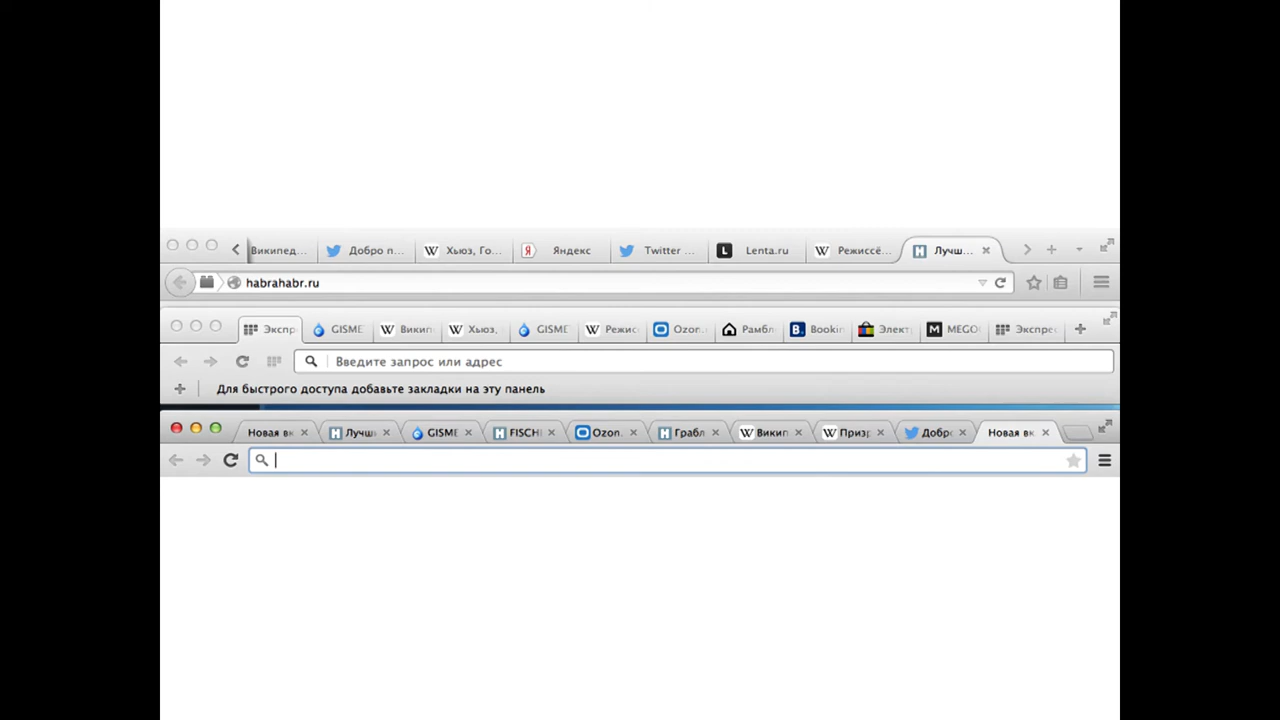 Википед... Добро п... Хьюз, Го... Яндекс Twitter ... Lenta.ru Режиссё... Лучш...
habrahabr.ru
Экспр GISME Викип Хьюз, GISME Режис Ozon. Рамбл Bookin Элект MEGO Экспрес
Введите запрос или адрес
Для быстрого доступа добавьте закладки на эту панель
Новая вк Лучш GISME FISCH Ozon. Грабл Викип Призр Добро Новая вк